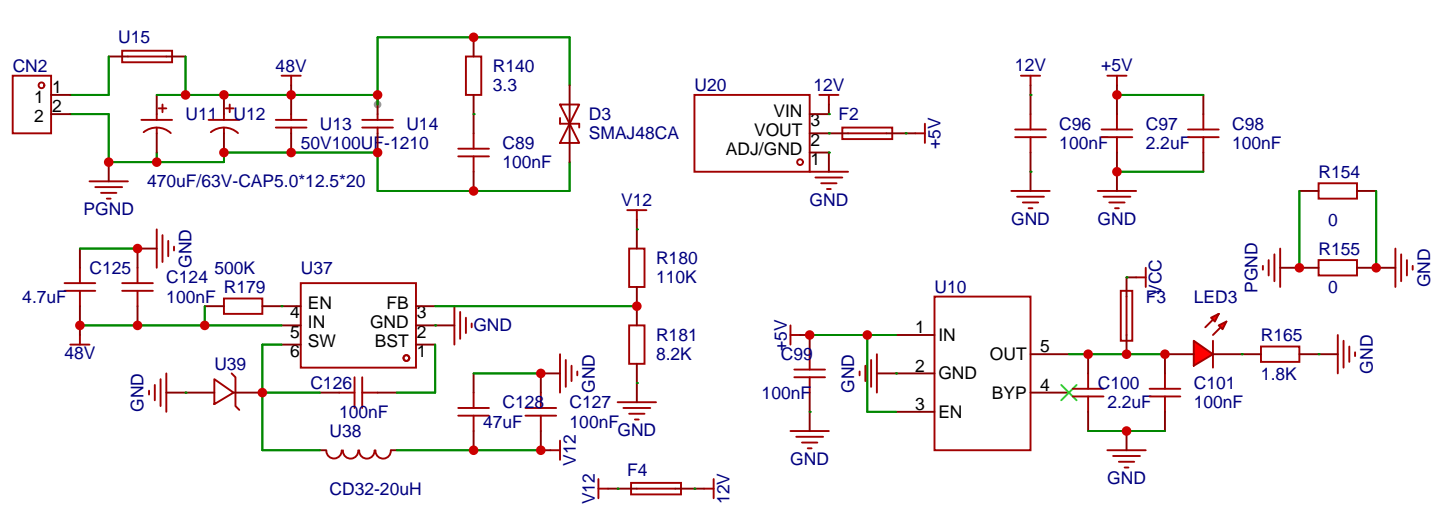 U15
CN2
1
2
1
2
48V
U11
U12
U13
U14
50V100UF-1210
470uF/63V-CAP5.0*12.5*20
PGND
R140
3.3
C89
100nF
D3
SMAJ48CA
U20
12V
VIN
3
VOUT
2
ADJ/GND
1
F2
+5V
GND
12V
C96
100nF
GND
+5V
C97
2.2uF
C98
100nF
GND
R154
0
R155
0
PGND
GND
GND
C125
4.7uF
C124
100nF
48V
500K
R179
U37
EN
4
IN
5
SW
6
FB
3
GND
2
BST
1
GND
V12
R180
110K
R181
8.2K
GND
GND
U39
C126
100nF
U38
CD32-20uH
C128
47uF
C127
100nF
GND
V12
V12
F4
12V
+5V
C99
100nF
GND
GND
U10
1
IN
2
GND
3
EN
OUT
5
BYP
4
VCC
F3
LED3
R165
1.8K
GND
C100
2.2uF
C101
100nF
GND